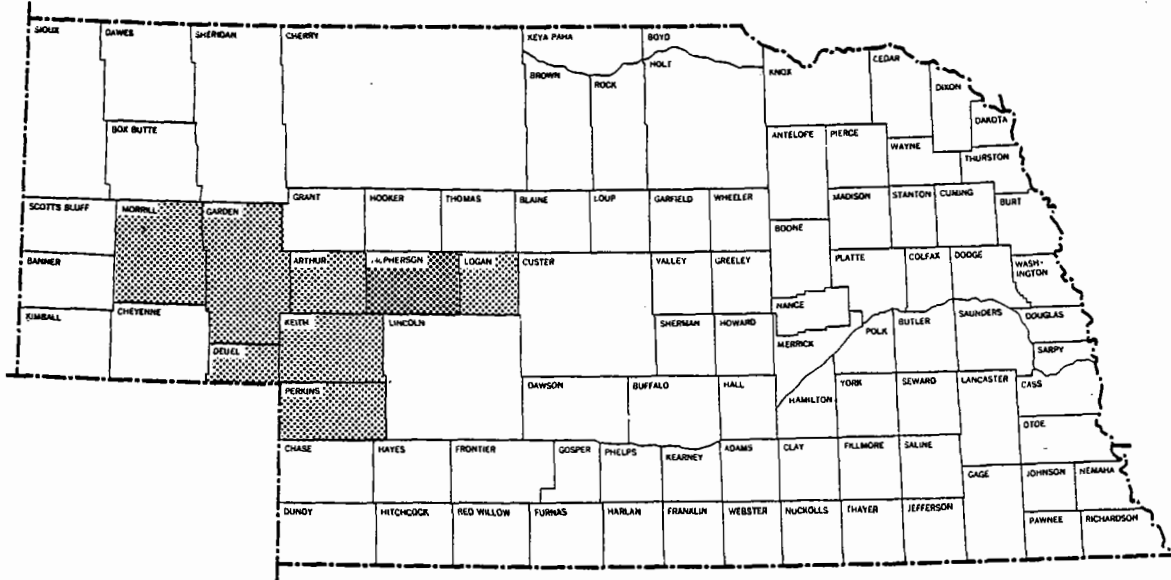 SIOUX
DAWES
SHERIDAN
CHERRY
KEYA PAHA
BOYD
BROWN
ROCK
HOLT
KNOX
CEDAR
DIXON
DAKOTA
BOX BUTTE
ANTELOPE
PIERCE
WAYNE
THURSTON
SCOTTS BLUFF
MORRILL
GARDEN
GRANT
HOOKER
THOMAS
BLAINE
LOUP
GARFIELD
WHEELER
MADISON
STANTON
CUMING
BURT
BOONE
BANNER
ARTHUR
McPHERSON
LOGAN
CUSTER
VALLEY
GREELEY
PLATTE
COLFAX
DODGE
WASH-
INGTON
KIMBALL
CHEYENNE
NANCE
KEITH
LINCOLN
SHERMAN
HOWARD
MERRICK
POLK
BUTLER
SAUNDERS
DOUGLAS
SARPY
DEUEL
PERKINS
DAWSON
BUFFALO
HALL
HAMILTON
YORK
SEWARD
LANCASTER
CASS
OTOE
CHASE
HAYES
FRONTIER
GOSPER
PHELPS
KEARNEY
ADAMS
CLAY
FILLMORE
SALINE
GAGE
JOHNSON
NEMAHA
DUNDY
HITCHCOCK
RED WILLOW
FURNAS
HARLAN
FRANKLIN
WEBSTER
NUCKOLLS
THAYER
JEFFERSON
PAWNEE
RICHARDSON